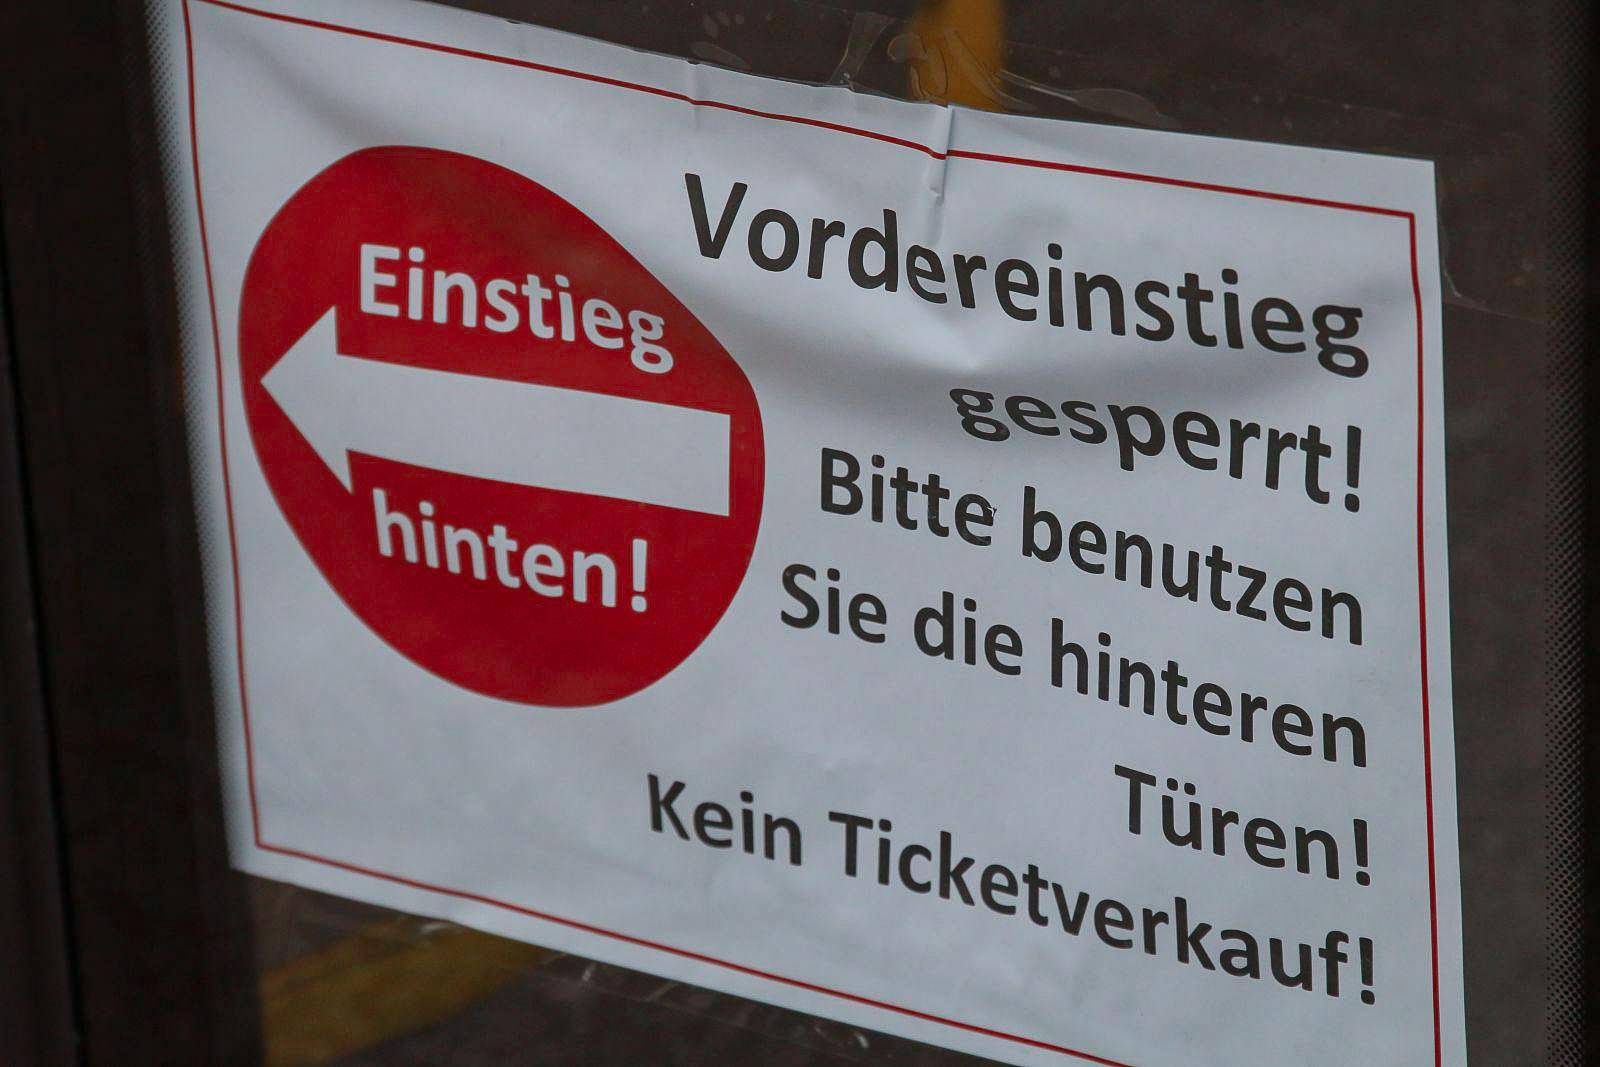 Einstieg
hinten!
Vordereinstieg
gesperrt!
Bitte benutzen
Sie die hinteren
Türen!
Kein Ticketverkauf!